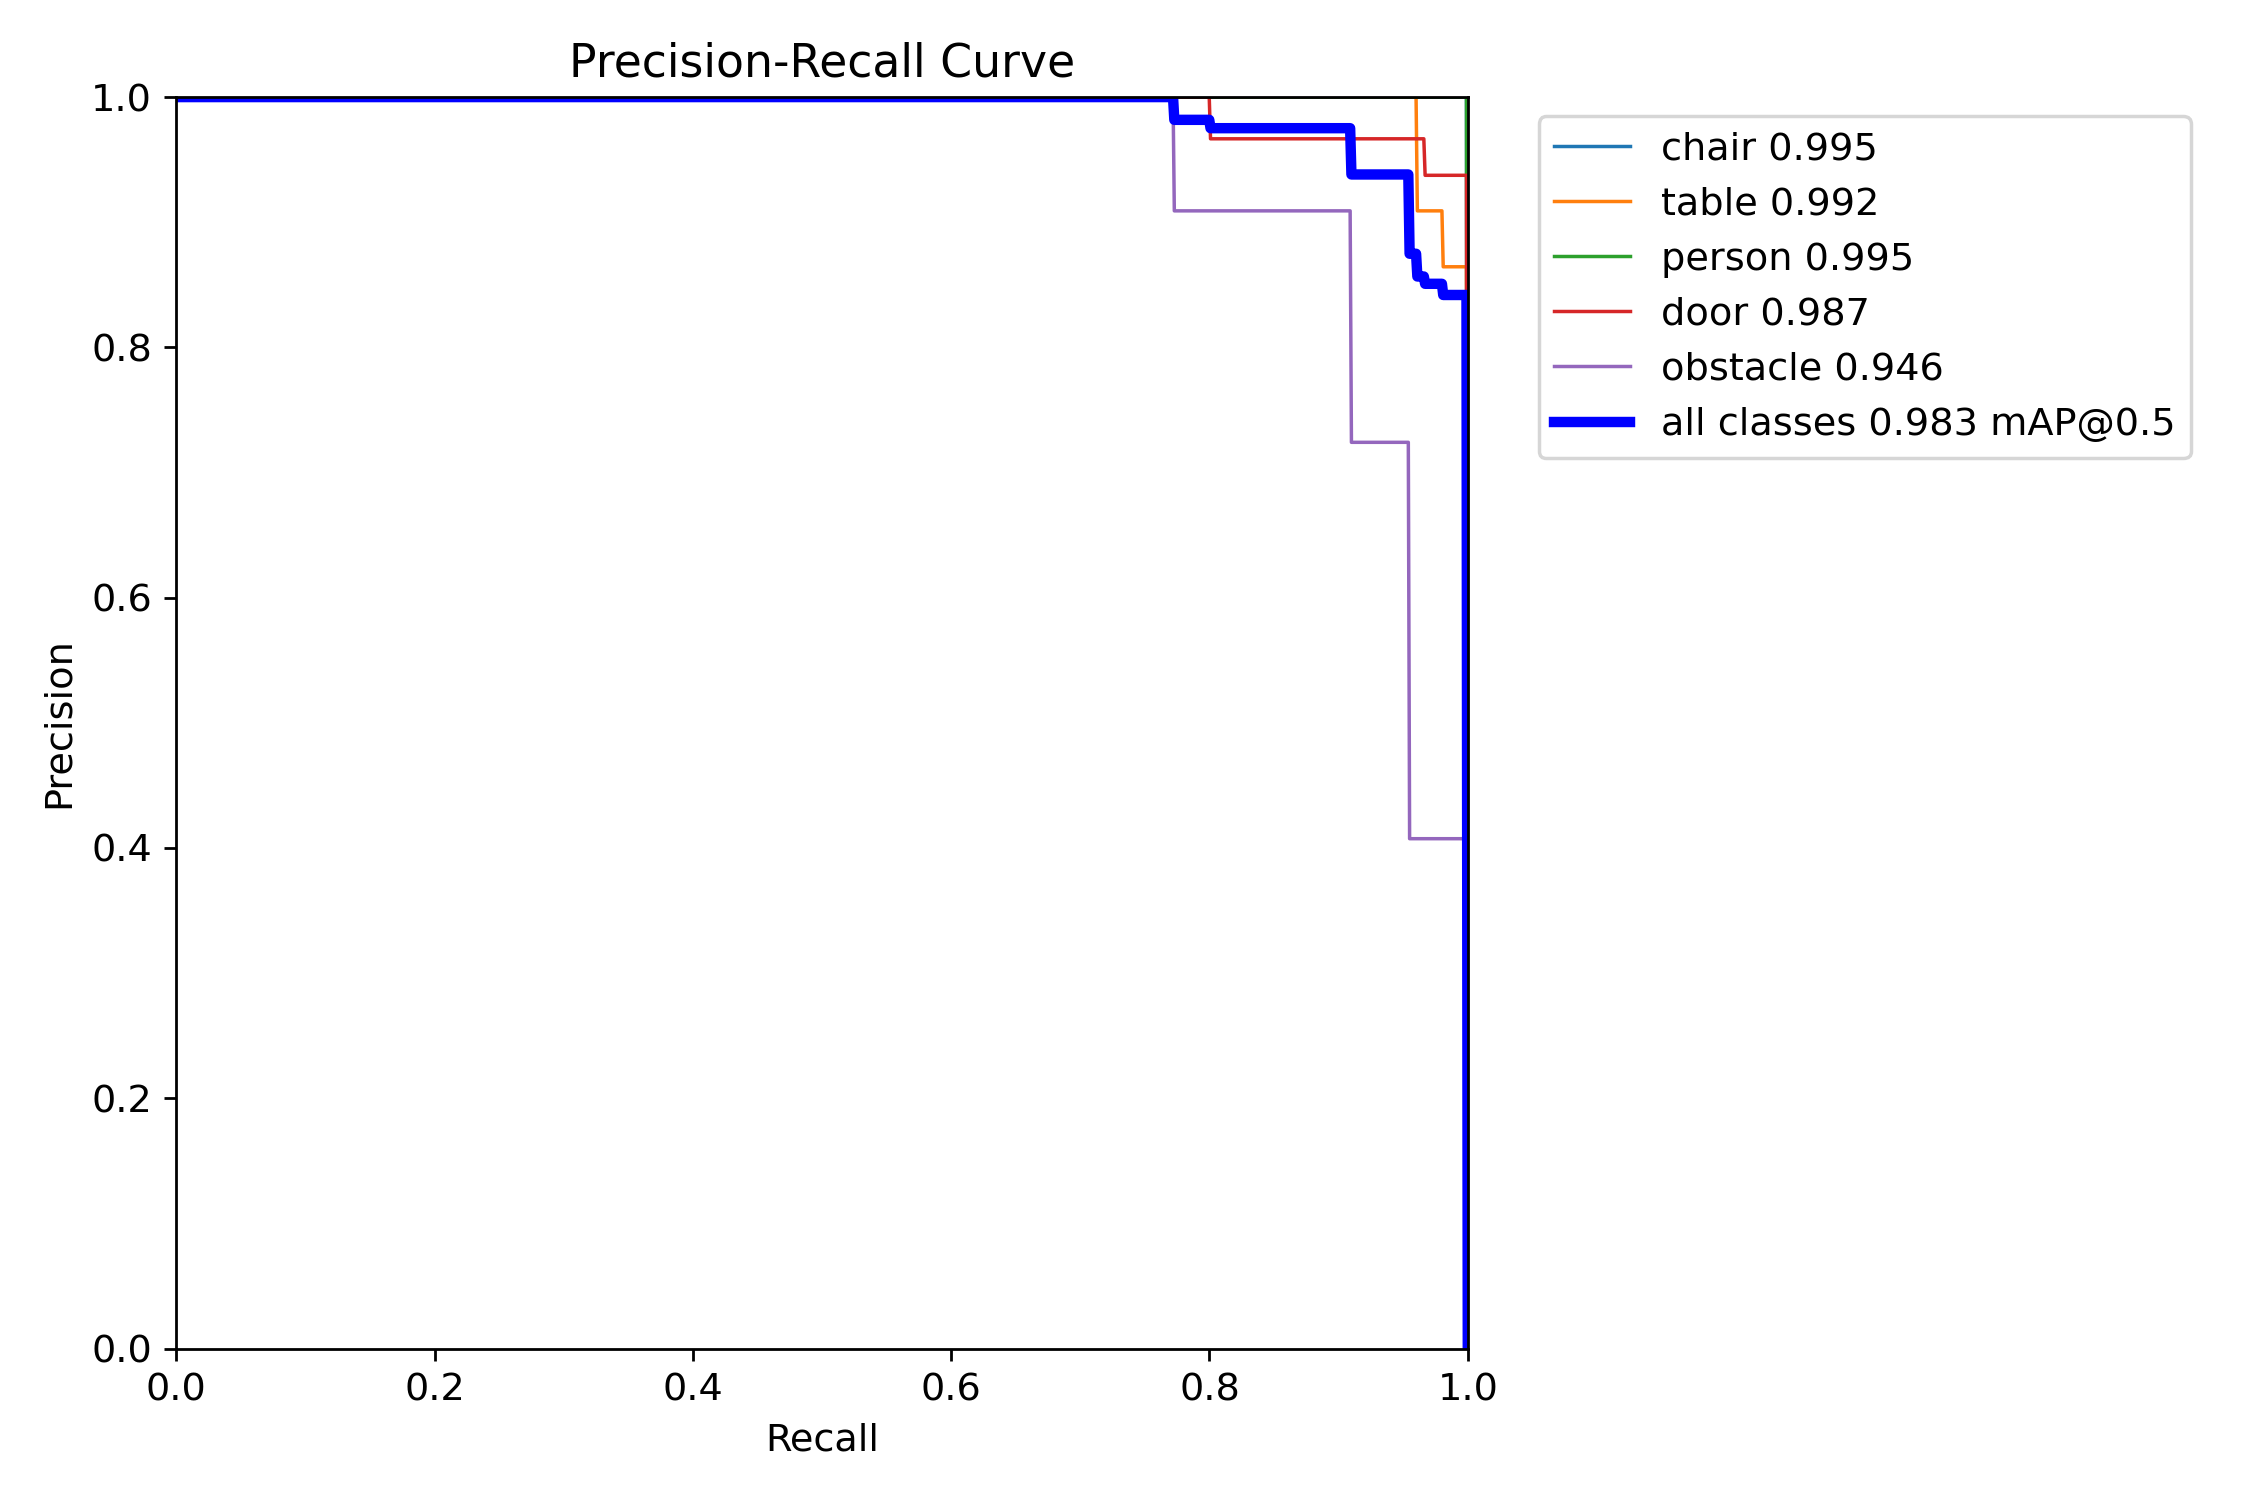 Precision-Recall Curve
1.0
0.8
0.6
0.4
0.2
0.0
Precision
0.0 0.2 0.4 0.6 0.8 1.0
Recall
chair 0.995
table 0.992
person 0.995
door 0.987
obstacle 0.946
all classes 0.983 mAP@0.5